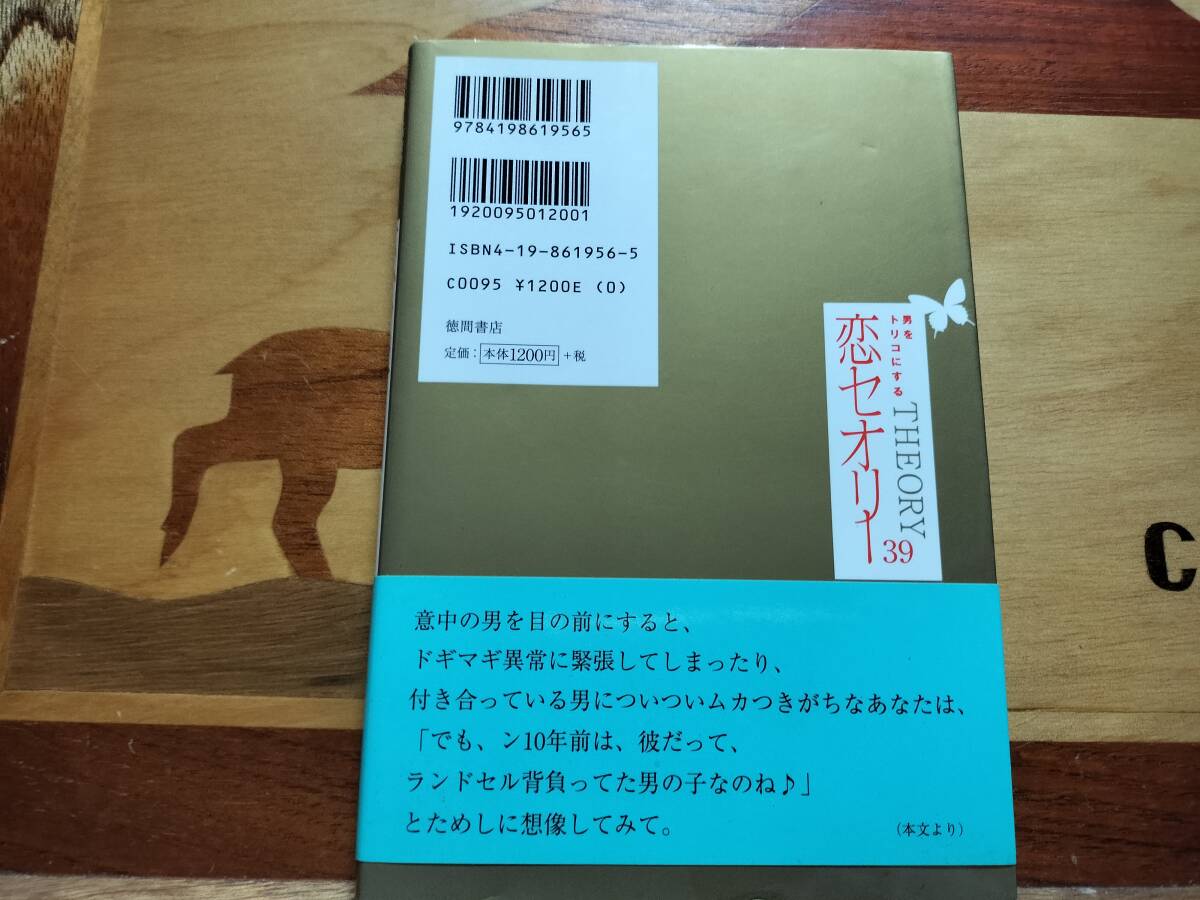 9784198619565
1920095012001
ISBN4-19-861956-5
C0095 ¥1200E (0)
徳間書店
定価：本体1200円+税
男を
トリコにする
恋セオリー
THEORY
39
意中の男を目の前にすると、
ドギマギ異常に緊張してしまったり、
付き合っている男についついムカつきがちなあなたは、
「でも、ン10年前は、彼だって、
ランドセル背負ってた男の子なのね♪」
とためしに想像してみて。
（本文より）
C